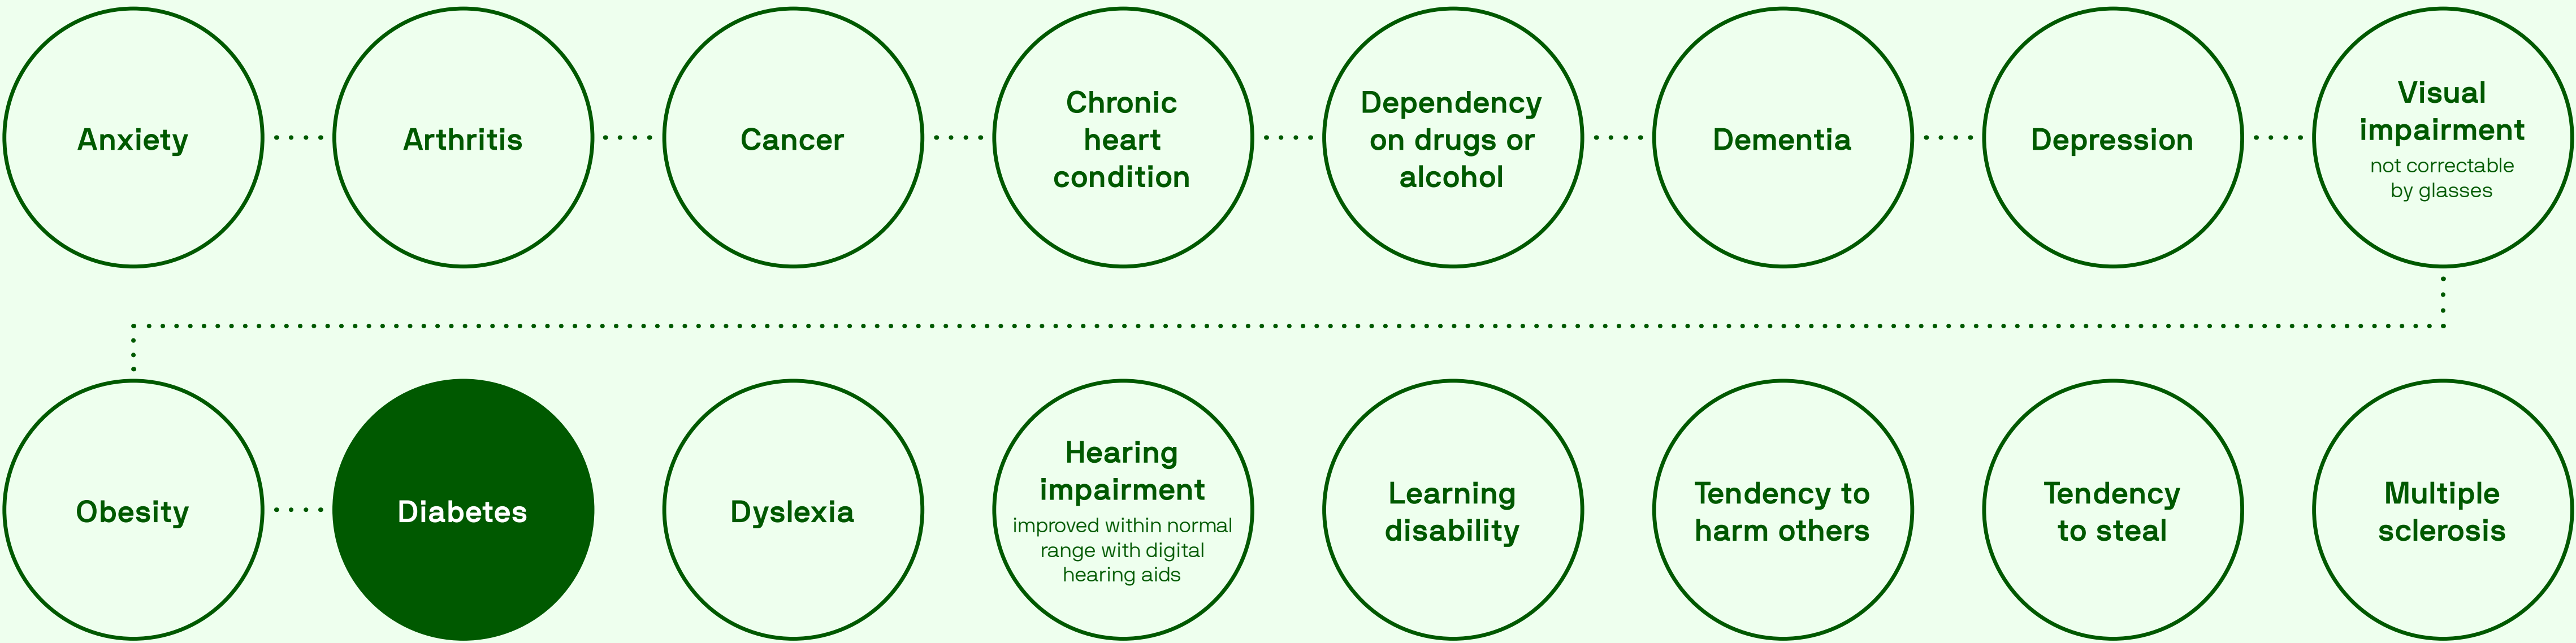 Anxiety
Arthritis
Cancer
Chronic
heart
condition
Dependency
on drugs or
alcohol
Dementia
Depression
Visual
impairment
not correctable
by glasses
Obesity
Diabetes
Dyslexia
Hearing
impairment
improved within normal
range with digital
hearing aids
Learning
disability
Tendency to
harm others
Tendency
to steal
Multiple
sclerosis